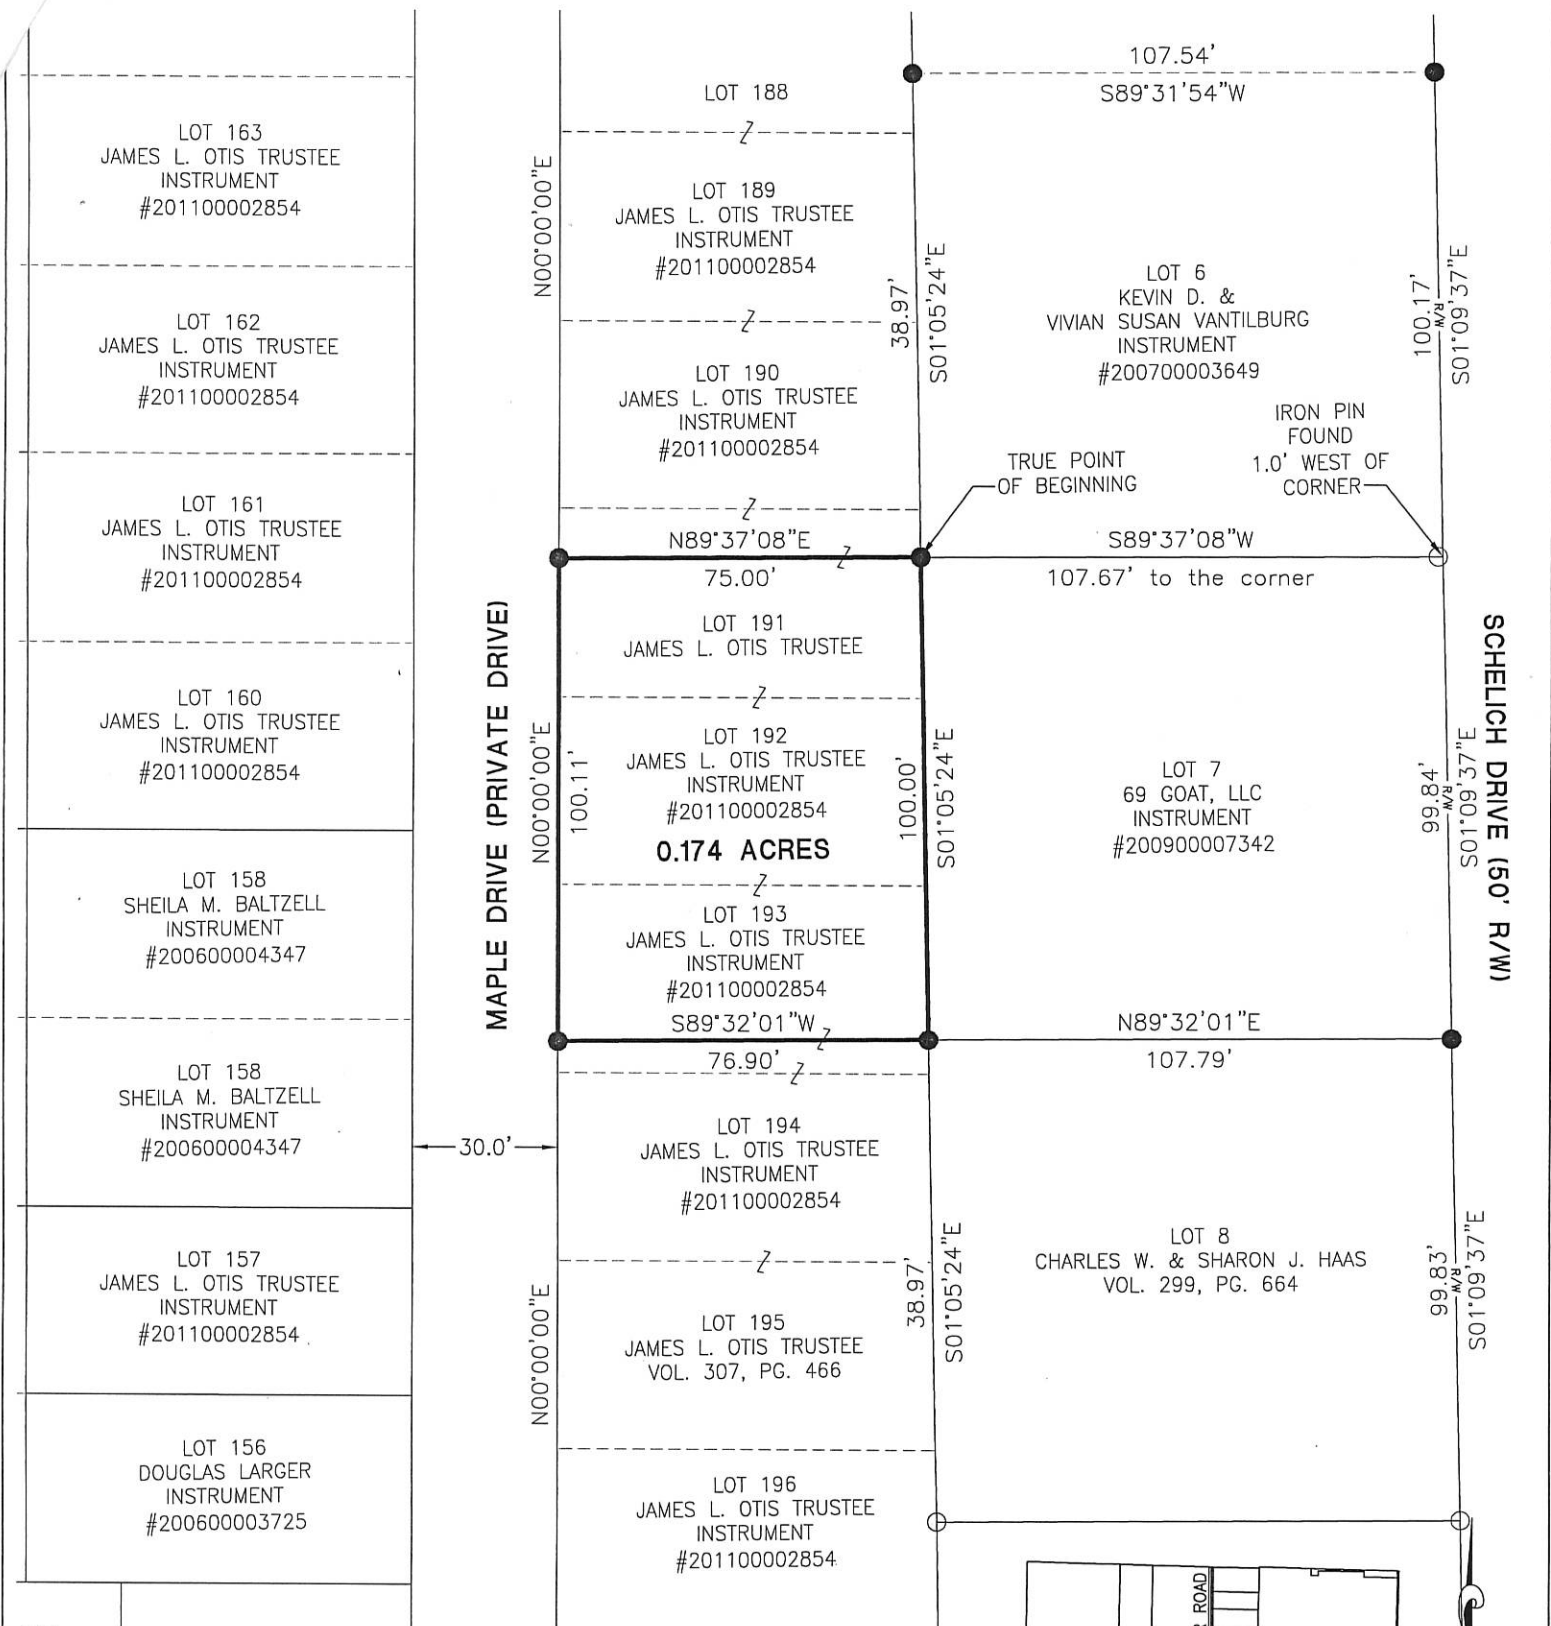 LOT 163
JAMES L. OTIS TRUSTEE
INSTRUMENT
#201100002854
LOT 162
JAMES L. OTIS TRUSTEE
INSTRUMENT
#201100002854
LOT 161
JAMES L. OTIS TRUSTEE
INSTRUMENT
#201100002854
LOT 160
JAMES L. OTIS TRUSTEE
INSTRUMENT
#201100002854
LOT 158
SHEILA M. BALTZELL
INSTRUMENT
#200600004347
LOT 158
SHEILA M. BALTZELL
INSTRUMENT
#200600004347
LOT 157
JAMES L. OTIS TRUSTEE
INSTRUMENT
#201100002854
LOT 156
DOUGLAS LARGER
INSTRUMENT
#200600003725
MAPLE DRIVE (PRIVATE DRIVE)
30.0'
N00°00'00"E
N00°00'00"E
100.11'
N00°00'00"E
LOT 188
LOT 189
JAMES L. OTIS TRUSTEE
INSTRUMENT
#201100002854
LOT 190
JAMES L. OTIS TRUSTEE
INSTRUMENT
#201100002854
N89°37'08"E
75.00'
LOT 191
JAMES L. OTIS TRUSTEE
LOT 192
JAMES L. OTIS TRUSTEE
INSTRUMENT
#201100002854
0.174 ACRES
LOT 193
JAMES L. OTIS TRUSTEE
INSTRUMENT
#201100002854
S89°32'01"W
76.90'
LOT 194
JAMES L. OTIS TRUSTEE
INSTRUMENT
#201100002854
LOT 195
JAMES L. OTIS TRUSTEE
VOL. 307, PG. 466
LOT 196
JAMES L. OTIS TRUSTEE
INSTRUMENT
#201100002854
38.97'
S01°05'24"E
100.00'
S01°05'24"E
38.97'
S01°05'24"E
107.54'
S89°31'54"W
LOT 6
KEVIN D. &
VIVIAN SUSAN VANTILBURG
INSTRUMENT
#200700003649
IRON PIN
FOUND
1.0' WEST OF
CORNER
TRUE POINT
OF BEGINNING
S89°37'08"W
107.67' to the corner
LOT 7
69 GOAT, LLC
INSTRUMENT
#200900007342
N89°32'01"E
107.79'
LOT 8
CHARLES W. & SHARON J. HAAS
VOL. 299, PG. 664
100.17'
R/W
S01°09'37"E
99.84'
R/W
S01°09'37"E
99.83'
R/W
S01°09'37"E
SCHELICH DRIVE (50' R/W)
ROAD